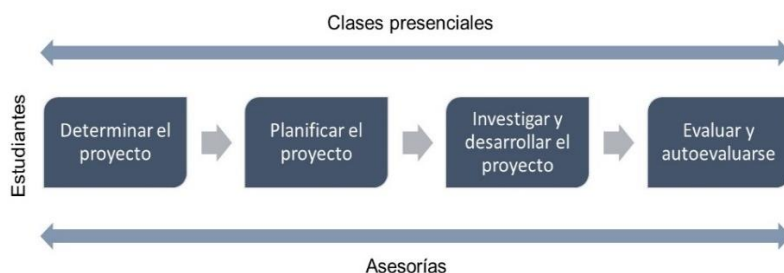 Clases presenciales
Estudiantes
Determinar el
proyecto
Planificar el
proyecto
Investigar y
desarrollar el
proyecto
Evaluar y
autoevaluarse
Asesorías